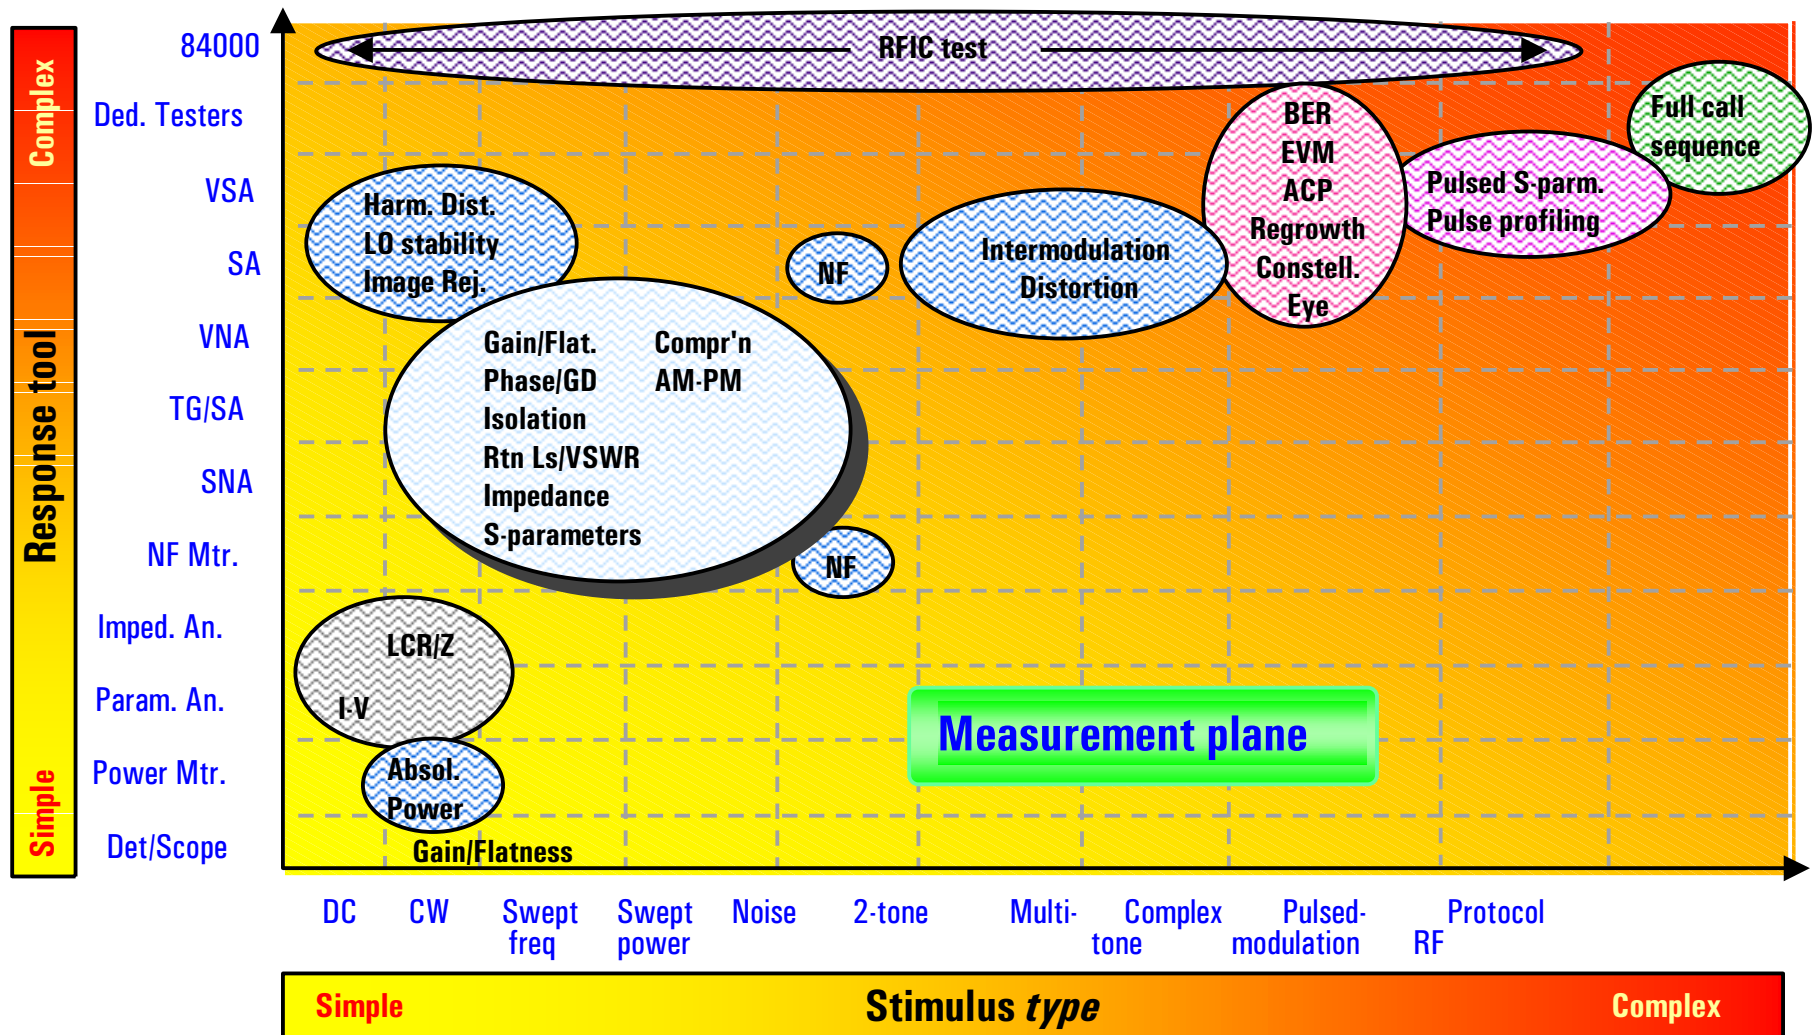 84000
RFIC test
Complex
Ded. Testers
BER
EVM
ACP
Regrowth
Constell.
Eye
Full call
sequence
VSA
Harm. Dist.
LO stability
Image Rej.
Pulsed S-parm.
Pulse profiling
SA
NF
Intermodulation
Distortion
VNA
Gain/Flat.
Compr'n
Phase/GD
AM-PM
Isolation
Rtn Ls/VSWR
Impedance
S-parameters
TG/SA
Response tool
SNA
NF Mtr.
NF
Imped. An.
LCR/Z
Param. An.
I-V
Measurement plane
Power Mtr.
Absol.
Power
Simple
Det/Scope
Gain/Flatness
DC
CW
Swept
freq
Swept
power
Noise
2-tone
Multi-
tone
Complex
modulation
Pulsed-
RF
Protocol
Simple
Stimulus type
Complex